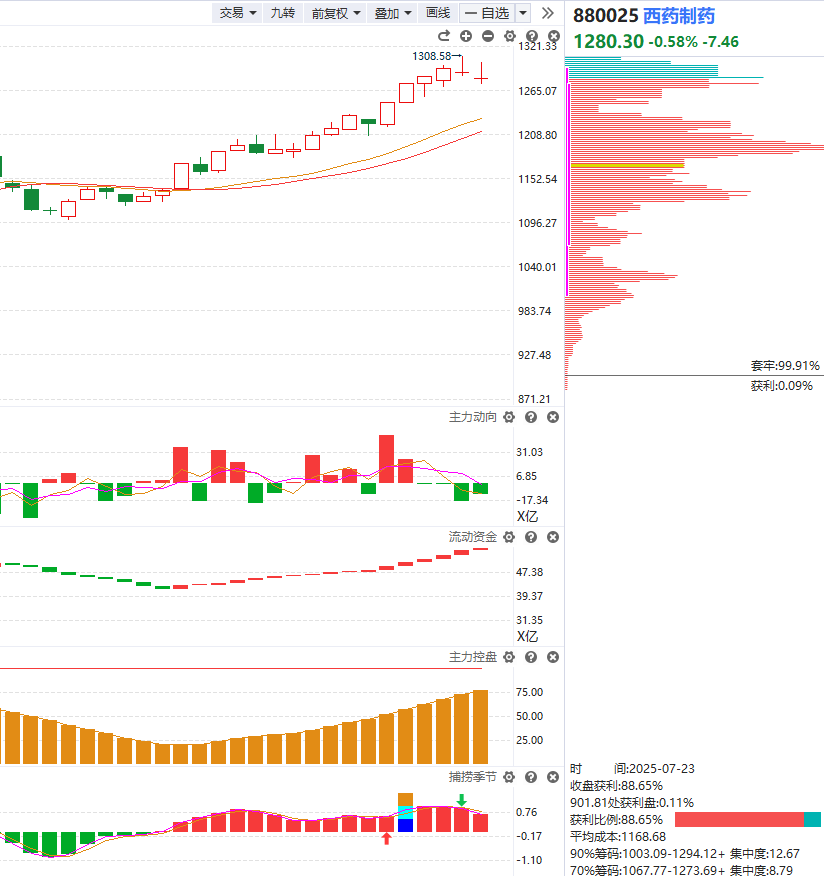 交易 九转 前复权 叠加 画线 一自选
880025 西药制药
1280.30 -0.58% -7.46
1308.58→
1321.33
1265.07
1208.80
1152.54
1096.27
1040.01
983.74
927.48
871.21
套牢:99.91%
获利:0.09%
主力动向
31.03
6.85
-17.34
X亿
流动资金
47.38
39.37
31.35
X亿
主力控盘
75.00
50.00
25.00
捕捞季节
0.76
-0.17
-1.10
时 间:2025-07-23
收盘获利:88.65%
901.81处获利盘:0.11%
获利比例:88.65%
平均成本:1168.68
90%筹码:1003.09-1294.12+ 集中度:12.67
70%筹码:1067.77-1273.69+ 集中度:8.79